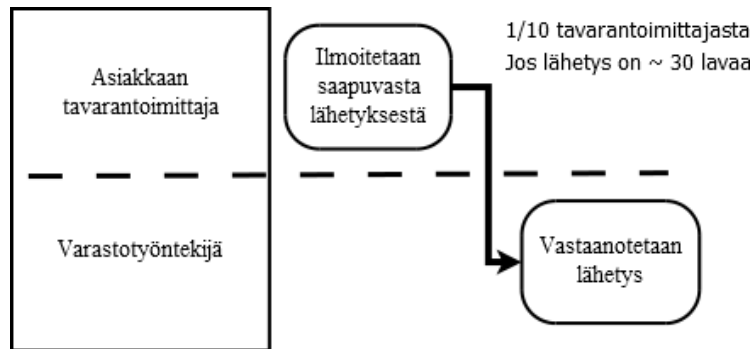 Asiakkaan
tavarantoimittaja
Ilmoitetaan
saapuvasta
lähetyksestä
1/10 tavarantoimittajasta
Jos lähetys on ~ 30 lavaa
Varastotyöntekijä
Vastaanotetaan
lähetys